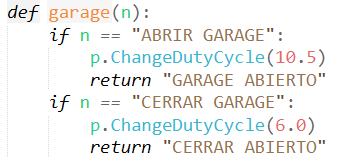 def garage(n):
    if n == "ABRIR GARAGE":
        p.ChangeDutyCycle(10.5)
        return "GARAGE ABIERTO"
    if n == "CERRAR GARAGE":
        p.ChangeDutyCycle(6.0)
        return "CERRAR ABIERTO"